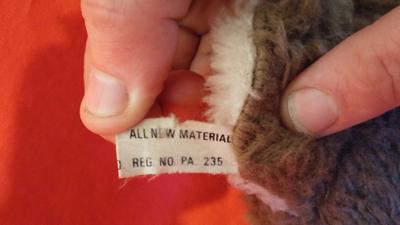 ALL NEW MATERIAL
. REG. NO. PA. 235